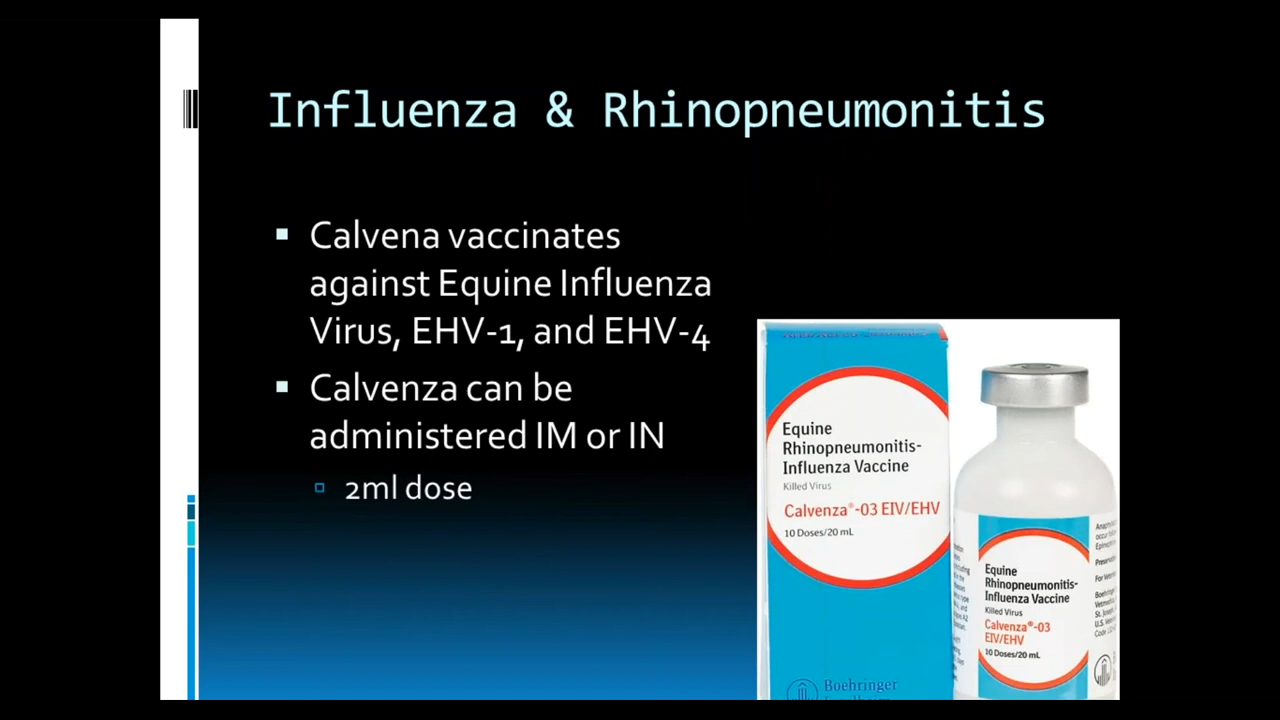 Influenza & Rhinopneumonitis
Calvena vaccinates
against Equine Influenza
Virus, EHV-1, and EHV-4
Calvenza can be
administered IM or IN
2ml dose
Equine
Rhinopneumonitis-
Influenza Vaccine
Killed Virus
Calvenza®-03 EIV/EHV
10 Doses/20 mL
Boehringer
Equine
Rhinopneumonitis-
Influenza Vaccine
Killed Virus
Calvenza®-03
EIV/EHV
10 Doses/20 mL